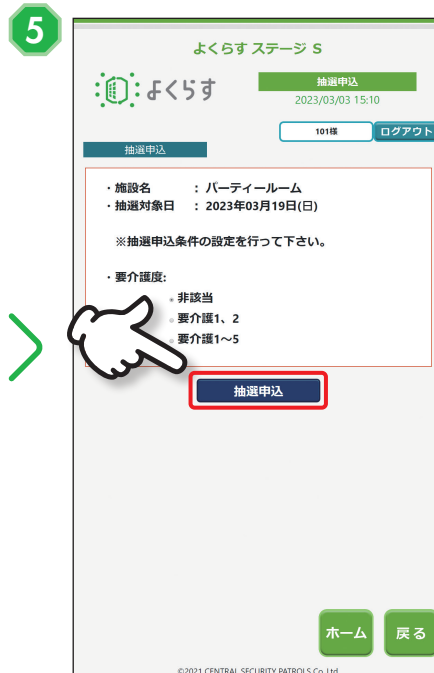 5
よくらす ステージ S
よくらす
抽選申込
2023/03/03 15:10
101様
ログアウト
抽選申込
・施設名 : パーティールーム
・抽選対象日 : 2023年03月19日(日)
※抽選申込条件の設定を行って下さい。
・要介護度:
非該当
要介護1、2
要介護1～5
抽選申込
ホーム
戻る
©2021 CENTRAL SECURITY PATROLS Co.,Ltd.